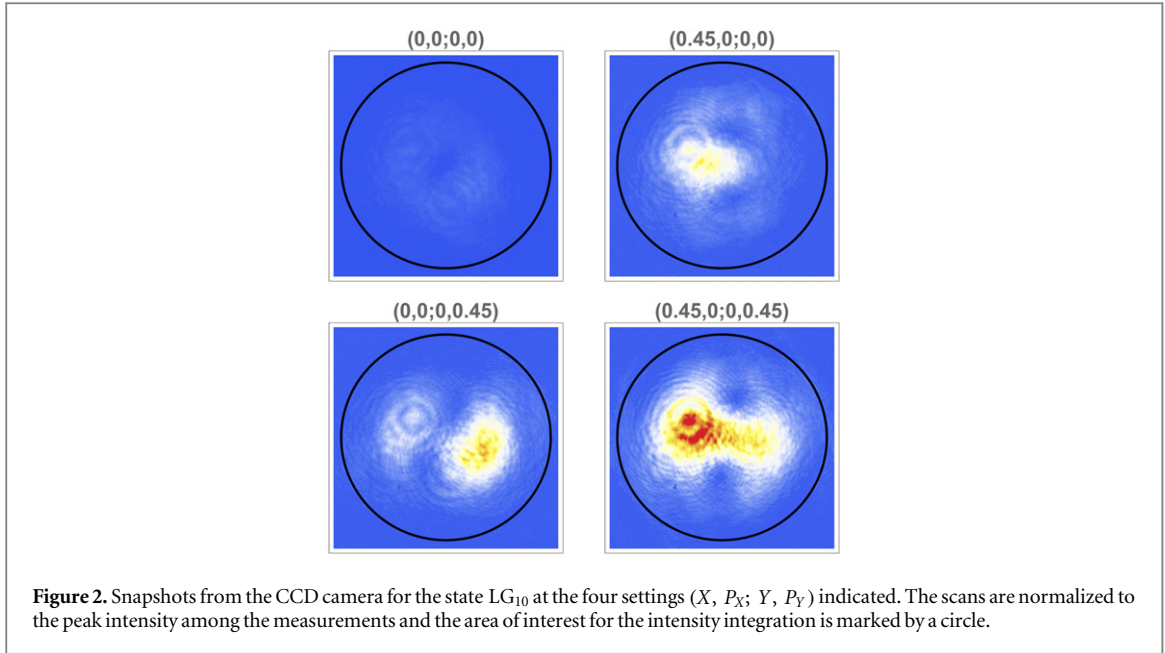 (0,0;0,0)
(0.45,0;0,0)
(0,0;0,0.45)
(0.45,0;0,0.45)
Figure 2. Snapshots from the CCD camera for the state LG₁₀ at the four settings (X, P_X; Y, P_Y) indicated. The scans are normalized to
the peak intensity among the measurements and the area of interest for the intensity integration is marked by a circle.